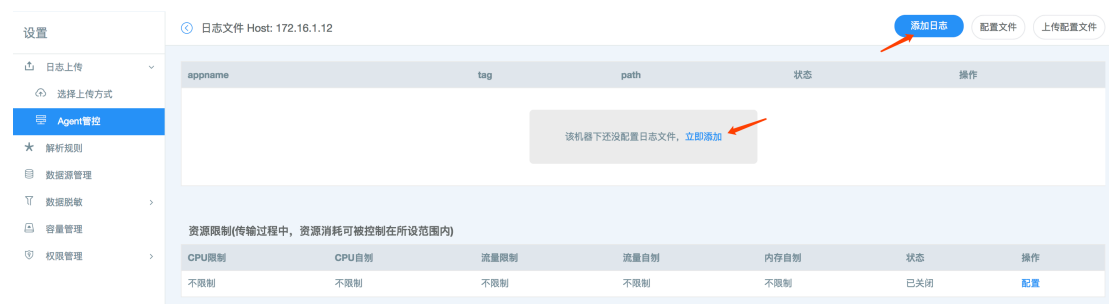 设置
日志文件 Host: 172.16.1.12
添加日志
配置文件
上传配置文件
日志上传
选择上传方式
Agent管控
解析规则
数据源管理
数据脱敏
容量管理
权限管理
appname tag path 状态 操作
该机器下还没配置日志文件，立即添加
资源限制(传输过程中，资源消耗可被控制在所设范围内)
CPU限制 CPU自刎 流量限制 流量自刎 内存自刎 状态 操作
不限制 不限制 不限制 不限制 不限制 已关闭 配置